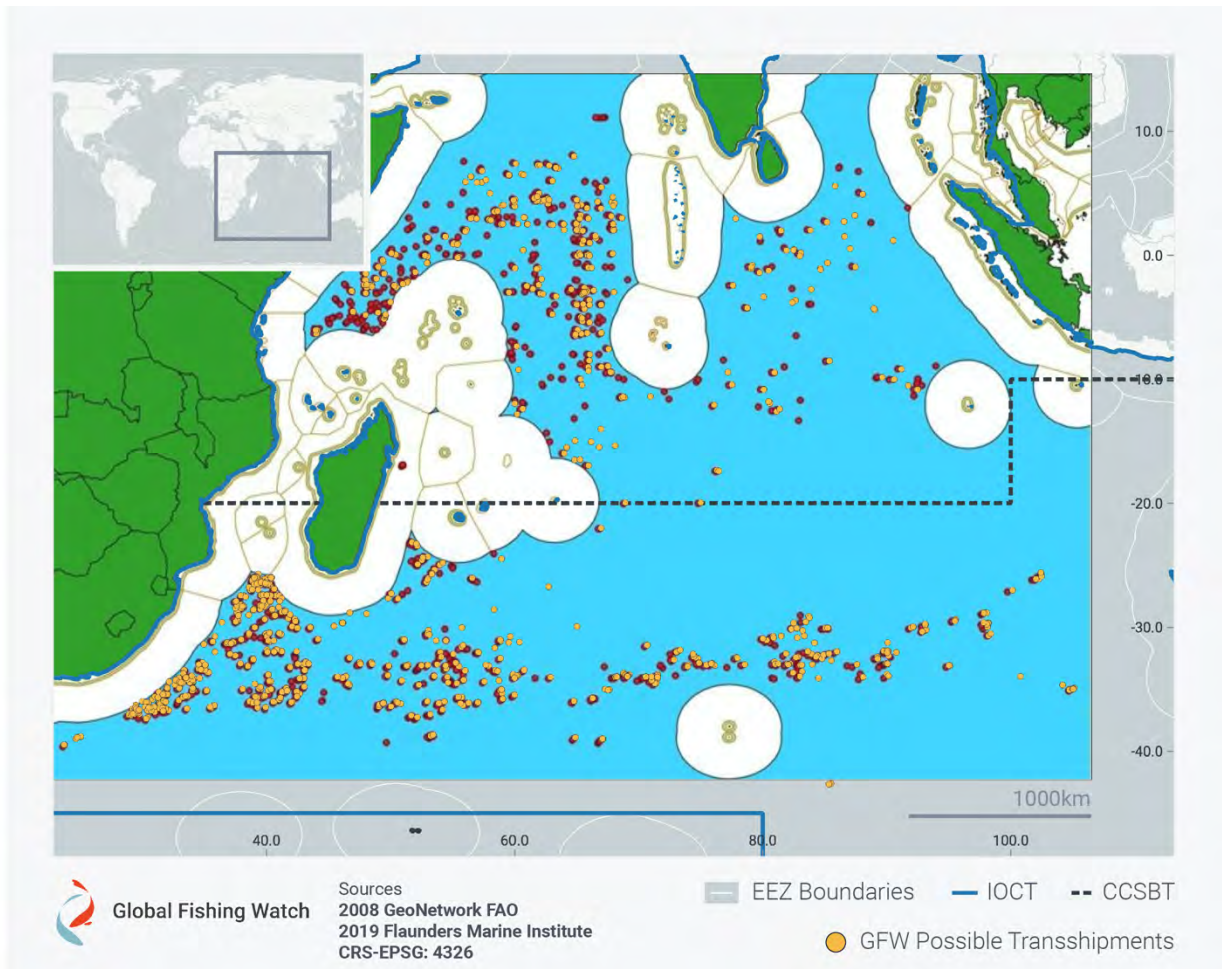 10.0
0.0
-10.0
-20.0
-30.0
-40.0
1000km
40.0
60.0
80.0
100.0
Global Fishing Watch
Sources
2008 GeoNetwork FAO
2019 Flaunders Marine Institute
CRS-EPSG: 4326
EEZ Boundaries
IOCT
CCSBT
GFW Possible Transshipments